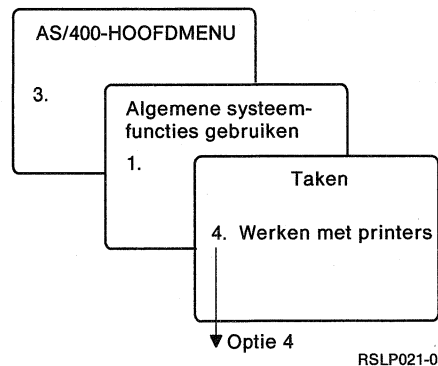 AS/400-HOOFDMENU
3.
Algemene systeem-
functies gebruiken
1.
Taken
4. Werken met printers
Optie 4
RSLP021-0